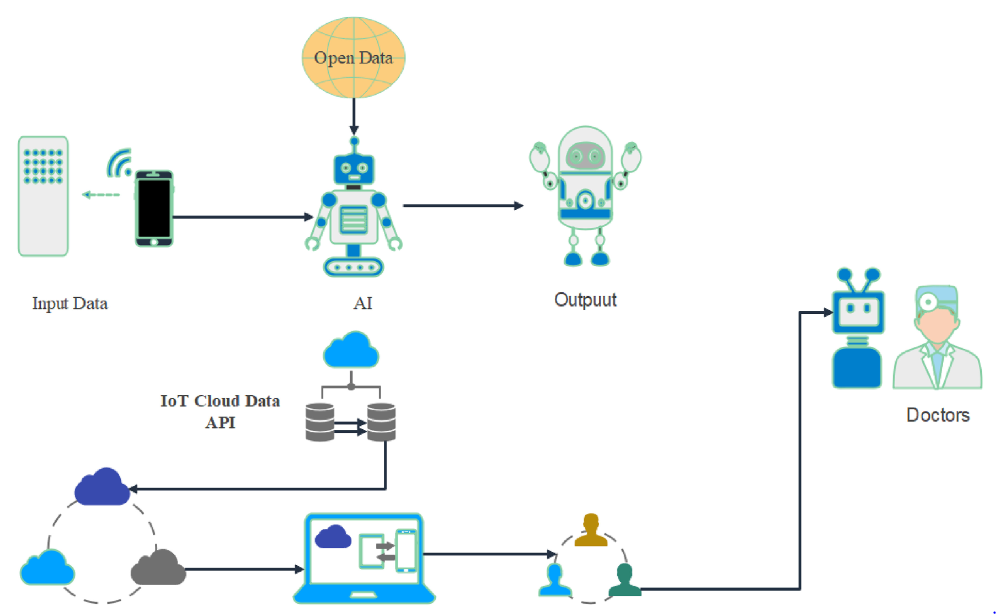 Open Data
Input Data
AI
Outpuut
IoT Cloud Data
API
Doctors